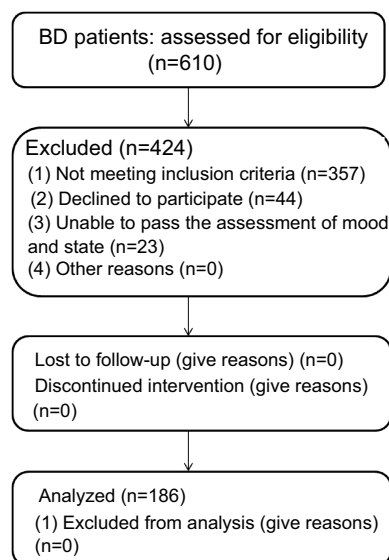 BD patients: assessed for eligibility
(n=610)
Excluded (n=424)
(1) Not meeting inclusion criteria (n=357)
(2) Declined to participate (n=44)
(3) Unable to pass the assessment of mood
and state (n=23)
(4) Other reasons (n=0)
Lost to follow-up (give reasons) (n=0)
Discontinued intervention (give reasons)
(n=0)
Analyzed (n=186)
(1) Excluded from analysis (give reasons)
(n=0)